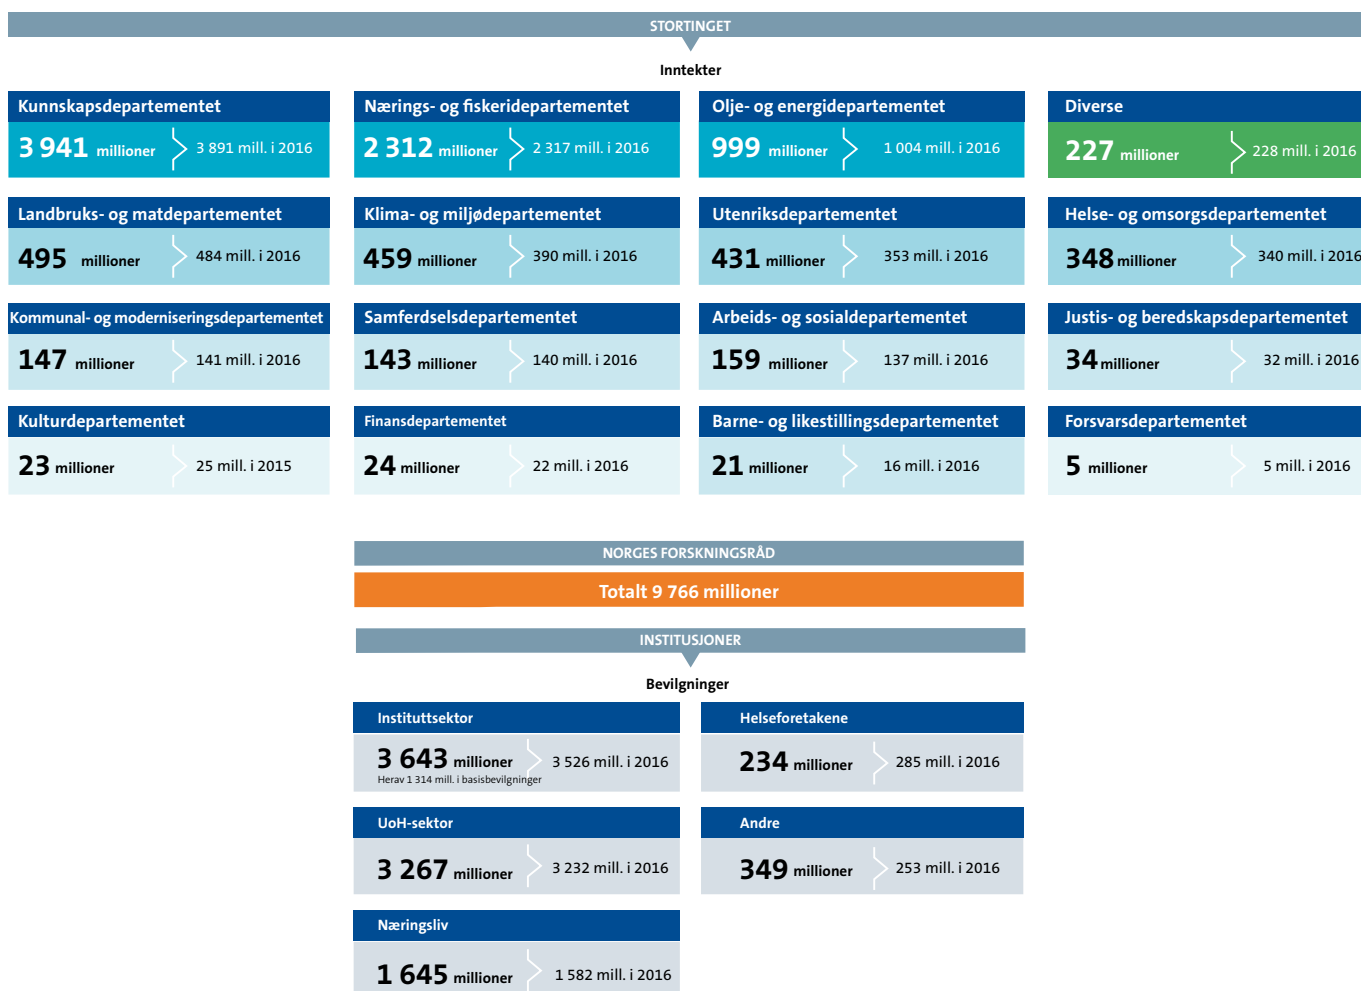 STORTINGET
Inntekter
Kunnskapsdepartementet
3 941 millioner 3 891 mill. i 2016
Nærings- og fiskeridepartementet
2 312 millioner 2 317 mill. i 2016
Olje- og energidepartementet
999 millioner 1 004 mill. i 2016
Diverse
227 millioner 228 mill. i 2016
Landbruks- og matdepartementet
495 millioner 484 mill. i 2016
Klima- og miljødepartementet
459 millioner 390 mill. i 2016
Utenriksdepartementet
431 millioner 353 mill. i 2016
Helse- og omsorgsdepartementet
348 millioner 340 mill. i 2016
Kommunal- og moderniseringsdepartementet
147 millioner 141 mill. i 2016
Samferdselsdepartementet
143 millioner 140 mill. i 2016
Arbeids- og sosialdepartementet
159 millioner 137 mill. i 2016
Justis- og beredskapsdepartementet
34 millioner 32 mill. i 2016
Kulturdepartementet
23 millioner 25 mill. i 2015
Finansdepartementet
24 millioner 22 mill. i 2016
Barne- og likestillingsdepartementet
21 millioner 16 mill. i 2016
Forsvarsdepartementet
5 millioner 5 mill. i 2016
NORGES FORSKNINGSRÅD
Totalt 9 766 millioner
INSTITUSJONER
Bevilgninger
Instituttsektor
3 643 millioner 3 526 mill. i 2016
Herav 1 314 mill. i basisbevilgninger
Helseforetakene
234 millioner 285 mill. i 2016
UoH-sektor
3 267 millioner 3 232 mill. i 2016
Andre
349 millioner 253 mill. i 2016
Næringsliv
1 645 millioner 1 582 mill. i 2016